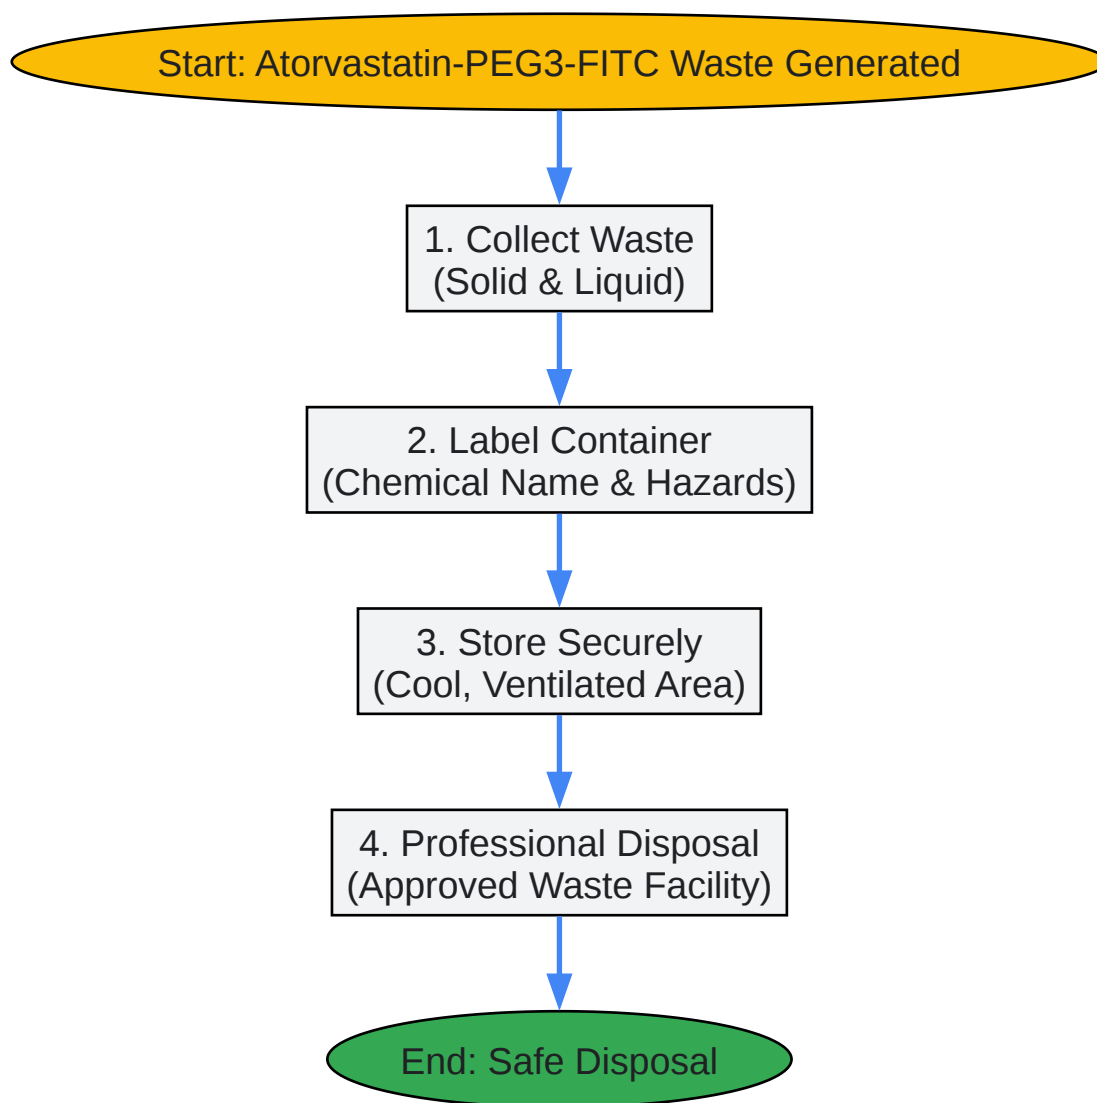 Start: Atorvastatin-PEG3-FITC Waste Generated
1. Collect Waste
(Solid & Liquid)
2. Label Container
(Chemical Name & Hazards)
3. Store Securely
(Cool, Ventilated Area)
4. Professional Disposal
(Approved Waste Facility)
End: Safe Disposal